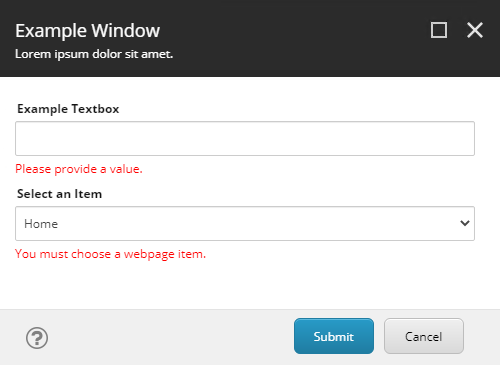 Example Window
Lorem ipsum dolor sit amet.
Example Textbox
Please provide a value.
Select an Item
Home
You must choose a webpage item.
?
Submit
Cancel